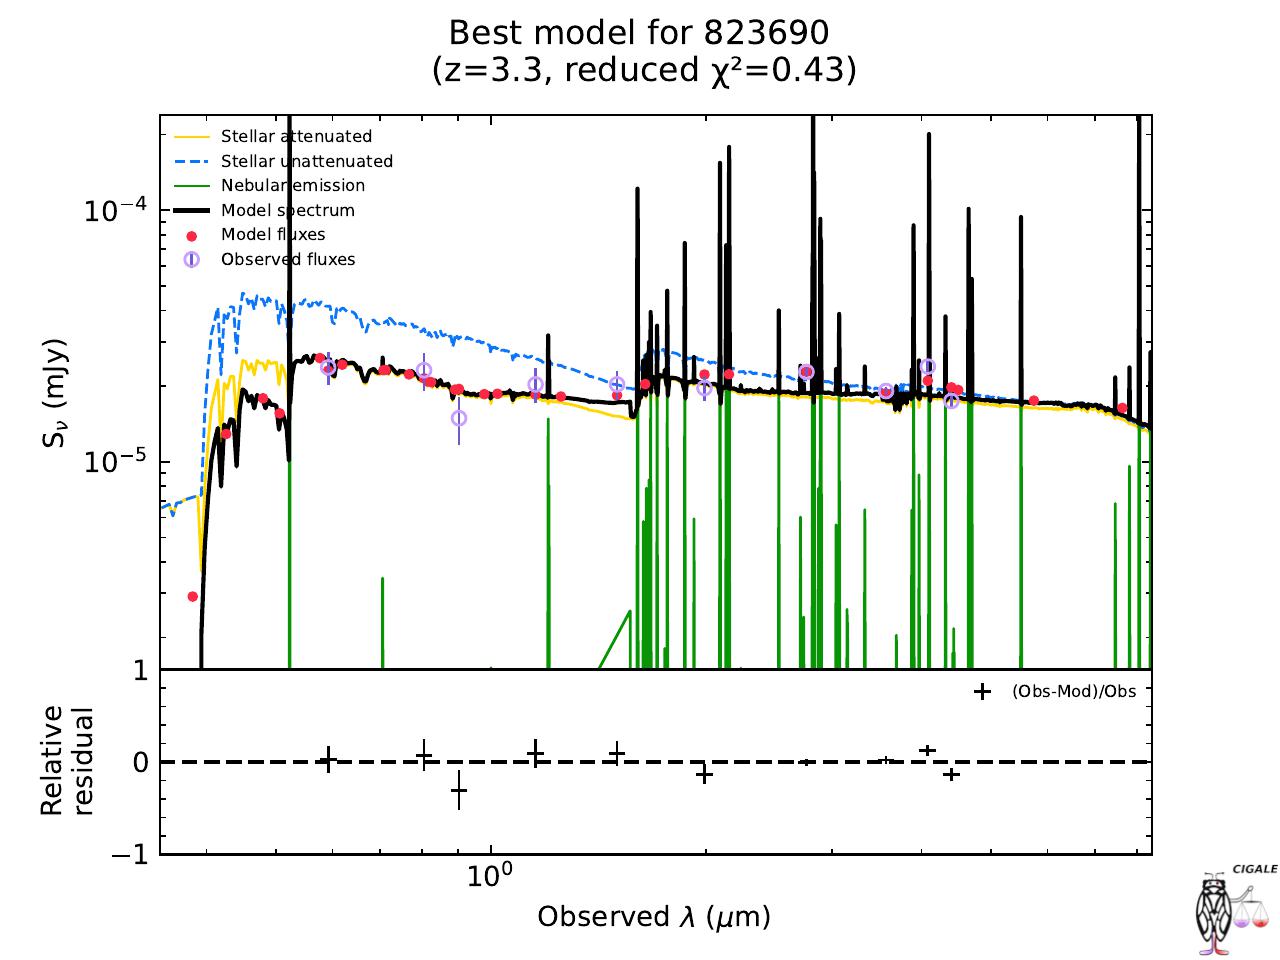 Best model for 823690
(z=3.3, reduced χ²=0.43)
Stellar attenuated
Stellar unattenuated
Nebular emission
Model spectrum
Model fluxes
Observed fluxes
10⁻⁴
10⁻⁵
S_ν (mJy)
1
0
−1
Relative
residual
(Obs-Mod)/Obs
10⁰
Observed λ (μm)
CIGALE